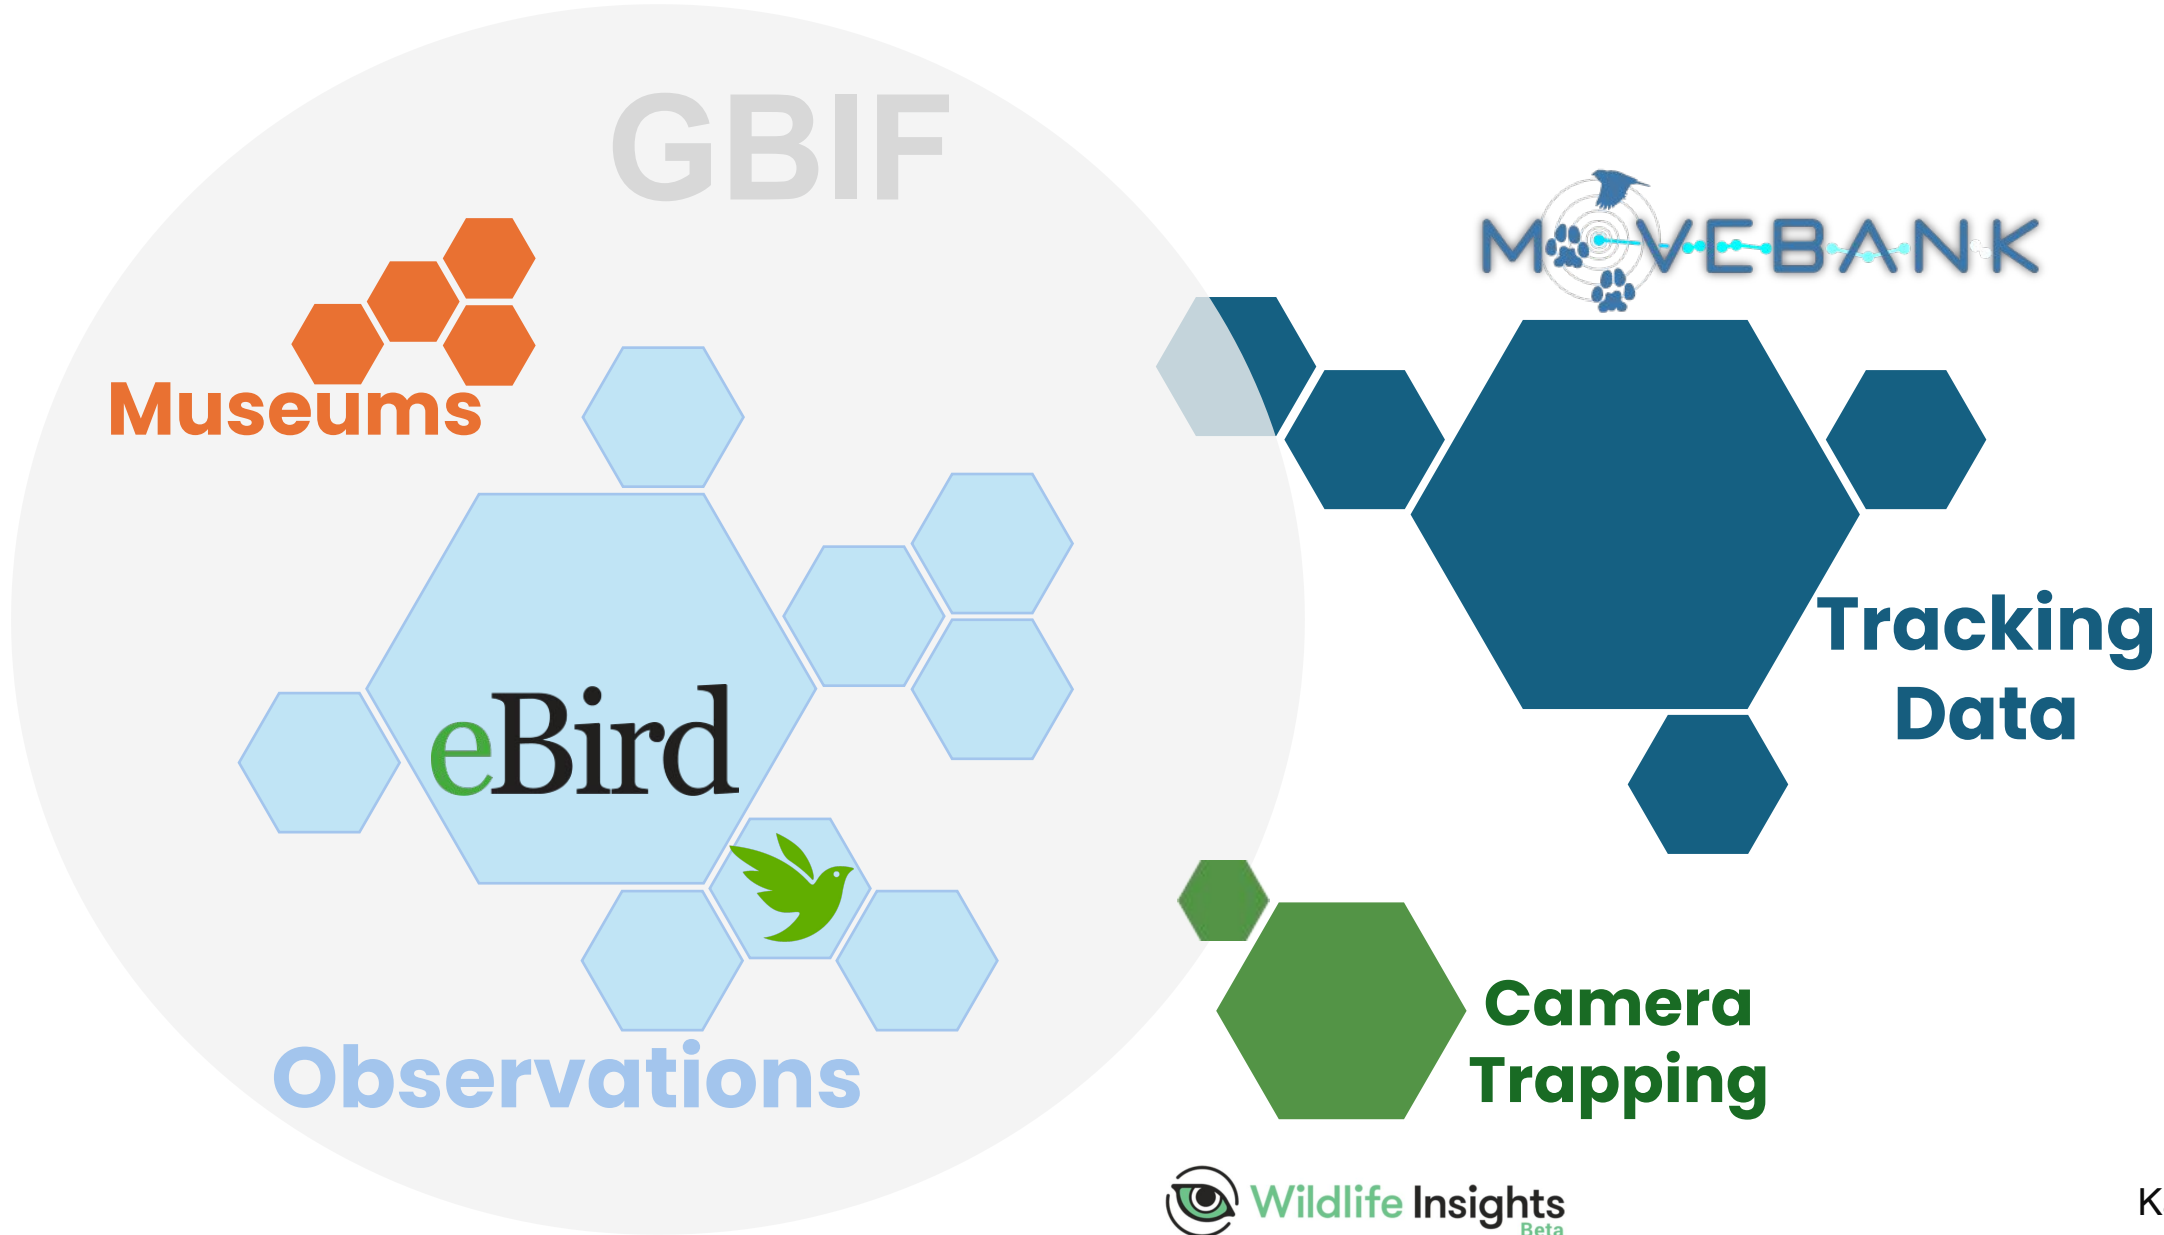 GBIF
MOVEBANK
Museums
eBird
Tracking
Data
Camera
Trapping
Observations
Wildlife Insights
Beta
K